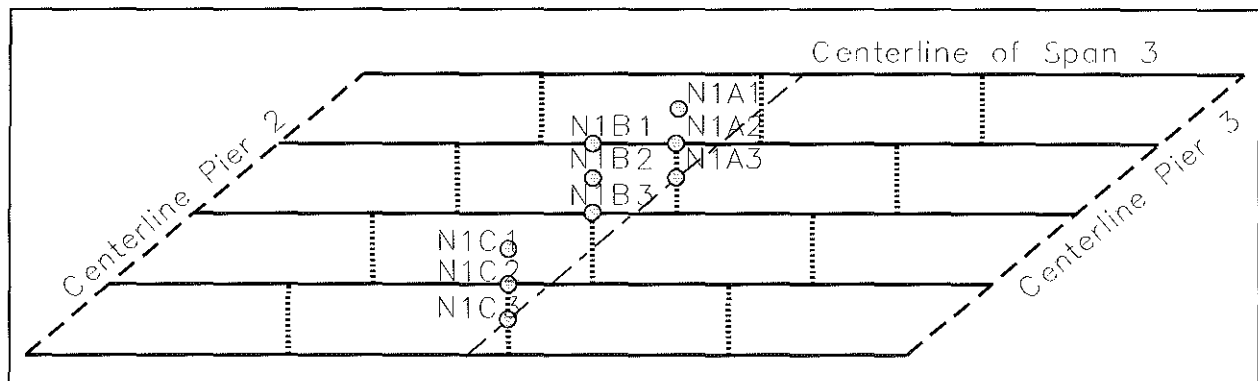 Centerline of Span 3
N1A1
N1B1
N1A2
N1B2
N1A3
N1B3
N1C1
N1C2
N1C3
Centerline Pier 2
Centerline Pier 3